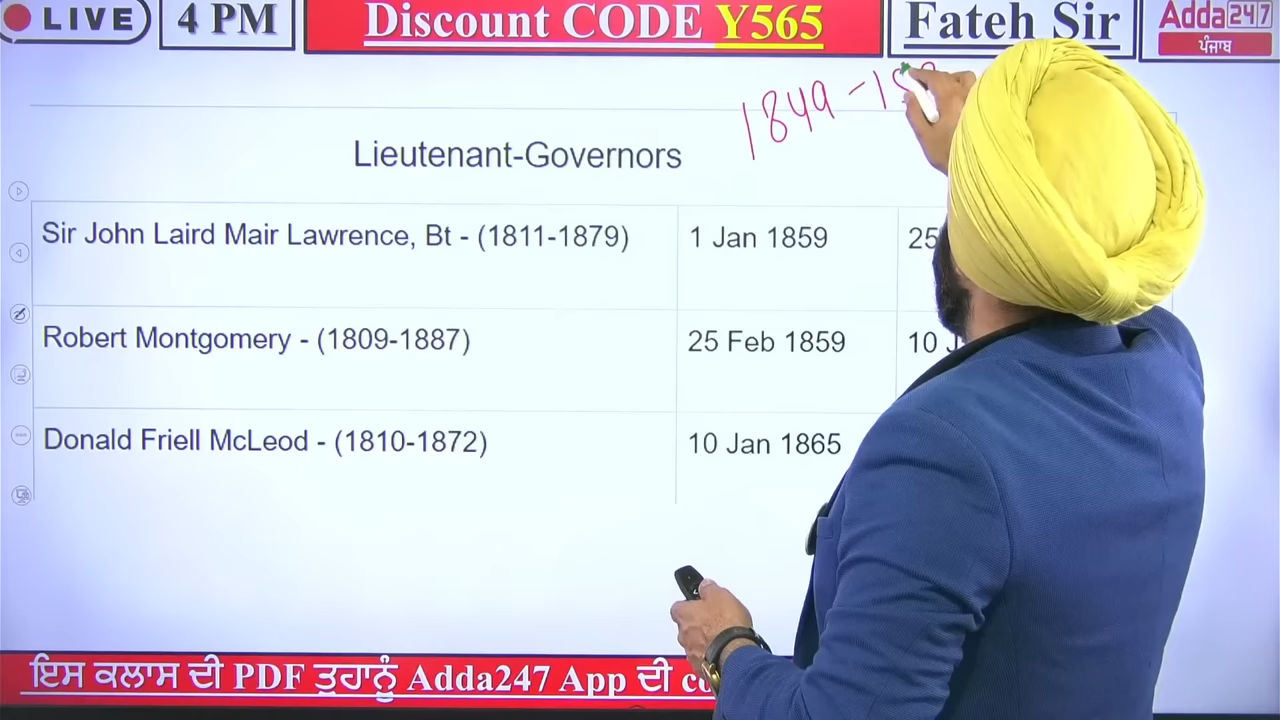 LIVE
4 PM
Discount CODE Y565
Fateh Sir
Adda247
ਪੰਜਾਬ
1849 -
Lieutenant-Governors
Sir John Laird Mair Lawrence, Bt - (1811-1879) 1 Jan 1859 25
Robert Montgomery - (1809-1887) 25 Feb 1859 10
Donald Friell McLeod - (1810-1872) 10 Jan 1865
ਇਸ ਕਲਾਸ ਦੀ PDF ਤੁਹਾਨੂੰ Adda247 App ਦੀ